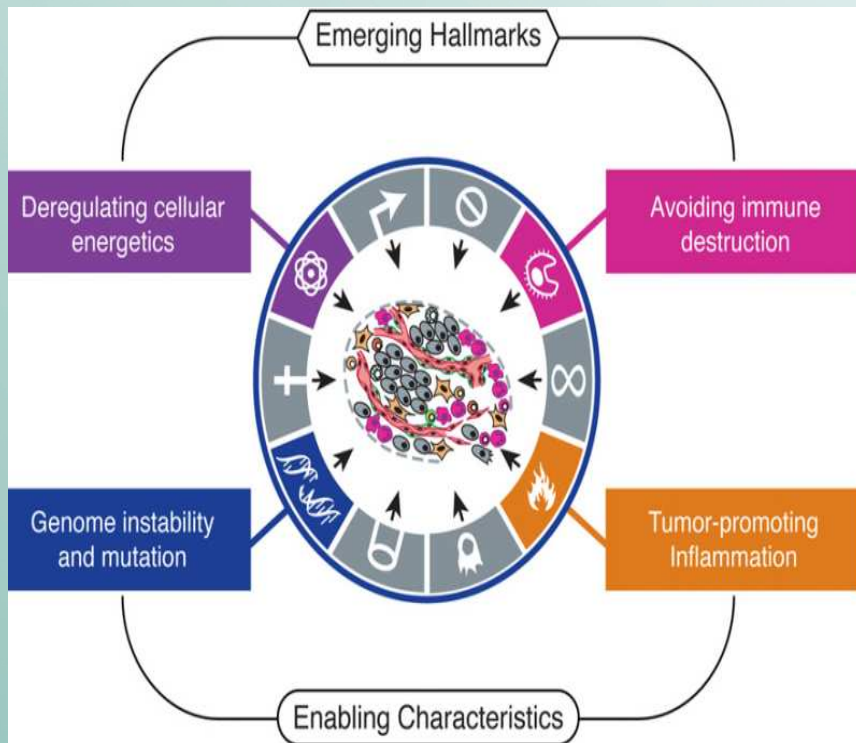 Emerging Hallmarks
Deregulating cellular
energetics
Avoiding immune
destruction
Genome instability
and mutation
Tumor-promoting
Inflammation
Enabling Characteristics